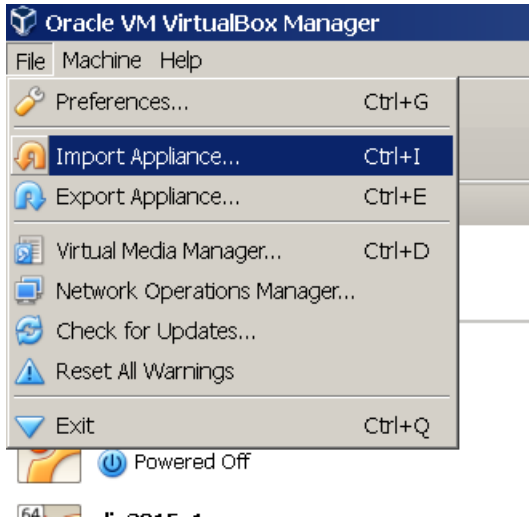 Oracle VM VirtualBox Manager
File Machine Help
Preferences... Ctrl+G
Import Appliance... Ctrl+I
Export Appliance... Ctrl+E
Virtual Media Manager... Ctrl+D
Network Operations Manager...
Check for Updates...
Reset All Warnings
Exit Ctrl+Q
Powered Off
64